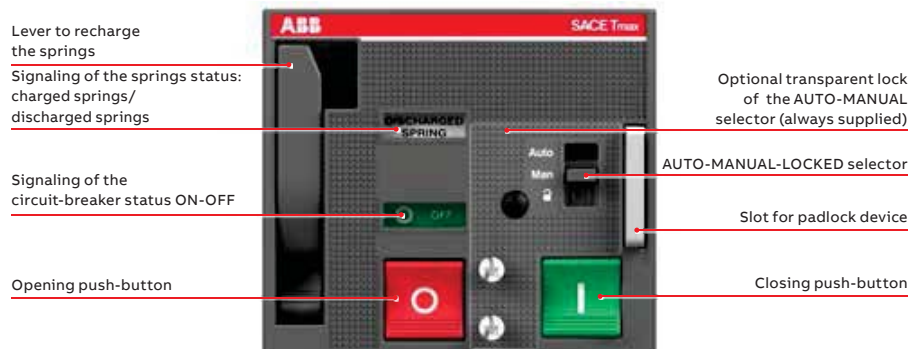 ABB
SACE Tmax
Lever to recharge
the springs
Signaling of the springs status:
charged springs/
discharged springs
Signaling of the
circuit-breaker status ON-OFF
Opening push-button
DISCHARGED
SPRING
OFF
Auto
Man
O
I
Optional transparent lock
of the AUTO-MANUAL
selector (always supplied)
AUTO-MANUAL-LOCKED selector
Slot for padlock device
Closing push-button